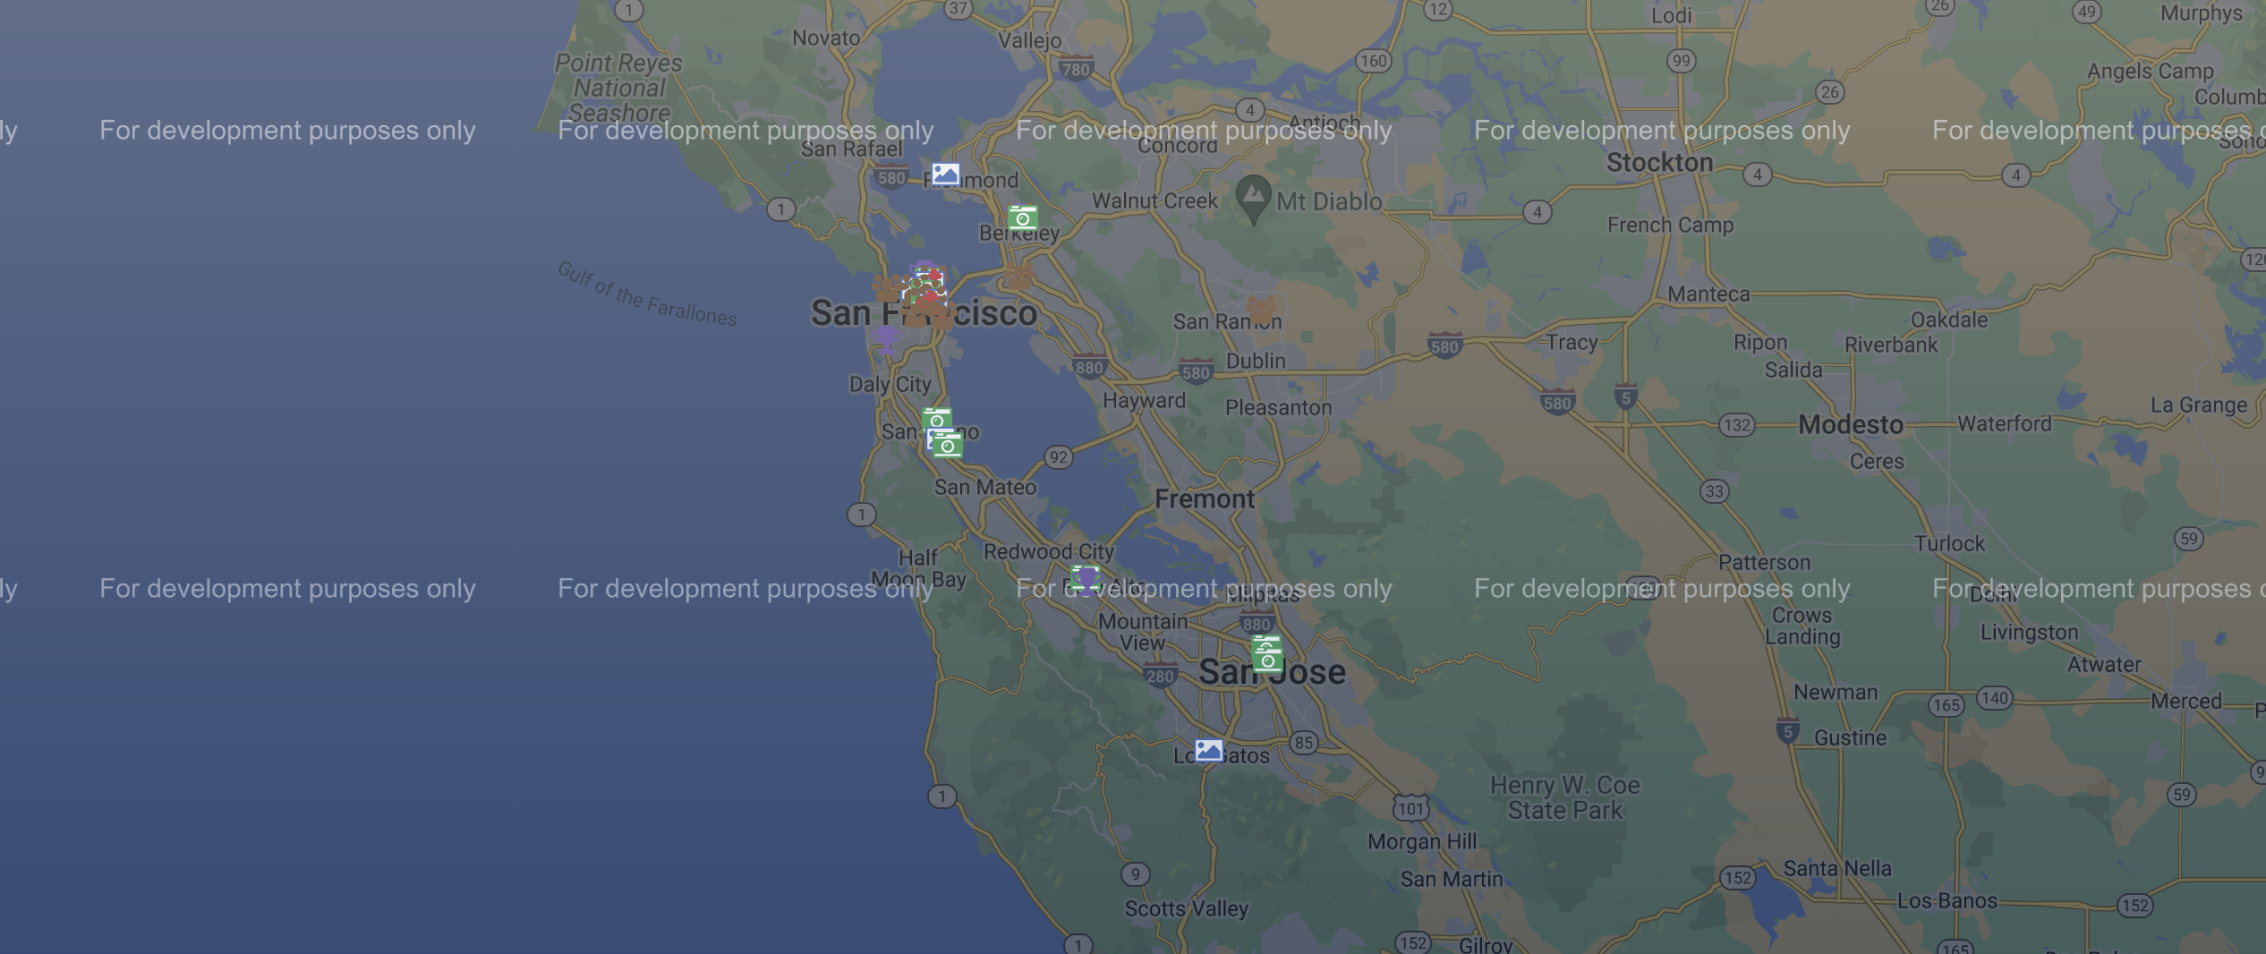 1
37
12
Lodi
26
49
Murphys
Novato
Vallejo
Point Reyes
National
Seashore
780
160
99
Angels Camp
26
Columb
4
Antioch
ly
For development purposes only
For development purposes only
For development purposes only
For development purposes only
For development purposes o
San Rafael
Concord
Sono
580
Richmond
Stockton
4
4
Walnut Creek
Mt Diablo
1
4
French Camp
Berkeley
120
Gulf of the Farallones
Manteca
San Francisco
San Ramon
Oakdale
580
Tracy
Ripon
Riverbank
Dublin
880
580
Salida
Daly City
Hayward
Pleasanton
580
5
La Grange
132
Modesto
Waterford
San Bruno
92
Ceres
San Mateo
33
Fremont
1
59
Half
Moon Bay
Redwood City
Turlock
Patterson
ly
For development purposes only
For development purposes only
For development purposes only
For development purposes only
For development purposes o
Palo Alto
Milpitas
Delhi
Mountain
View
880
Crows
Landing
Livingston
Atwater
280
San Jose
Newman
165
140
Merced
P
5
Gustine
85
Los Gatos
9
1
Henry W. Coe
State Park
59
101
Morgan Hill
9
San Martin
152
Santa Nella
Scotts Valley
Los Banos
152
1
152
Gilroy
165